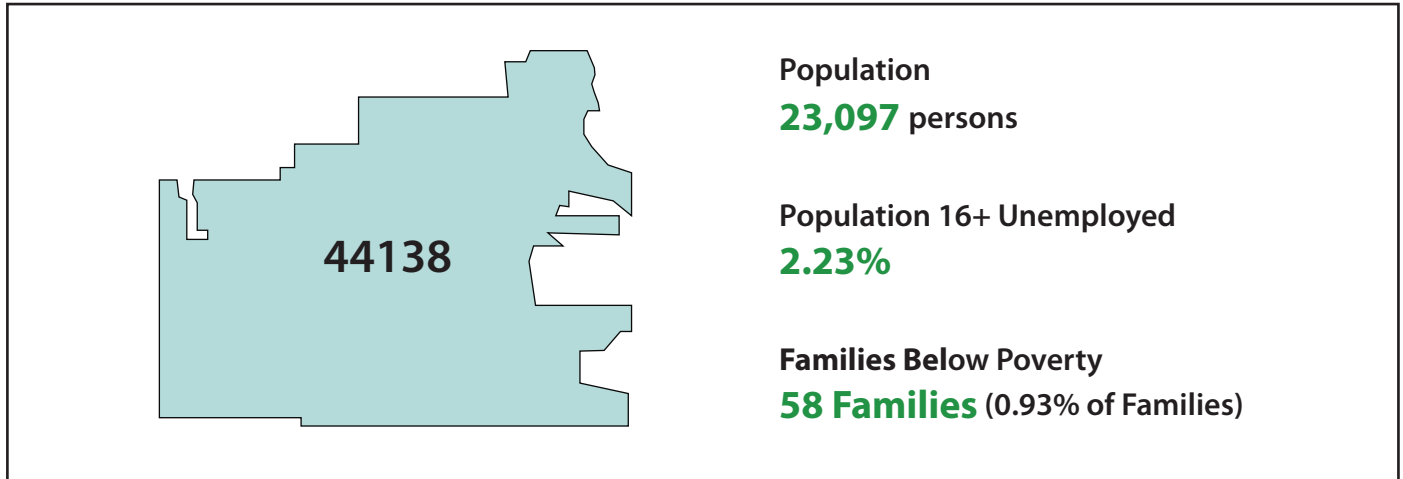 44138
Population
23,097 persons
Population 16+ Unemployed
2.23%
Families Below Poverty
58 Families (0.93% of Families)